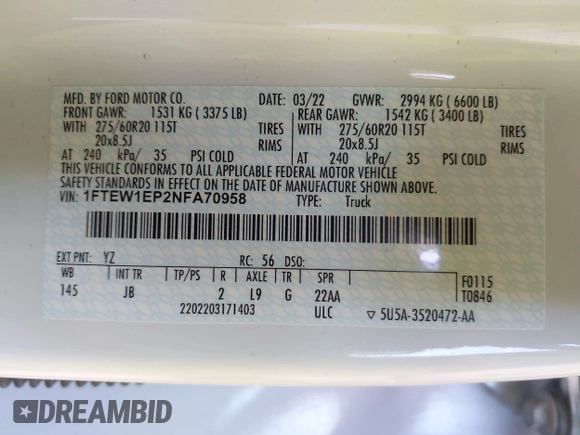 MFD. BY FORD MOTOR CO. DATE: 03/22 GVWR: 2994 KG ( 6600 LB)
FRONT GAWR: 1531 KG ( 3375 LB) REAR GAWR: 1542 KG ( 3400 LB)
WITH 275/60R20 115T TIRES WITH 275/60R20 115T TIRES
20x8.5J RIMS 20x8.5J RIMS
AT 240 kPa/ 35 PSI COLD AT 240 kPa/ 35 PSI COLD
THIS VEHICLE CONFORMS TO ALL APPLICABLE FEDERAL MOTOR VEHICLE
SAFETY STANDARDS IN EFFECT ON THE DATE OF MANUFACTURE SHOWN ABOVE.
VIN: 1FTEW1EP2NFA70958 TYPE: Truck
EXT PNT: YZ RC: 56 DSO:
WB INT TR TP/PS R AXLE TR SPR F0115
145 JB 2 L9 G 22AA T0846
2202203171403 ULC ▽ 5U5A-3520472-AA
DREAMBID